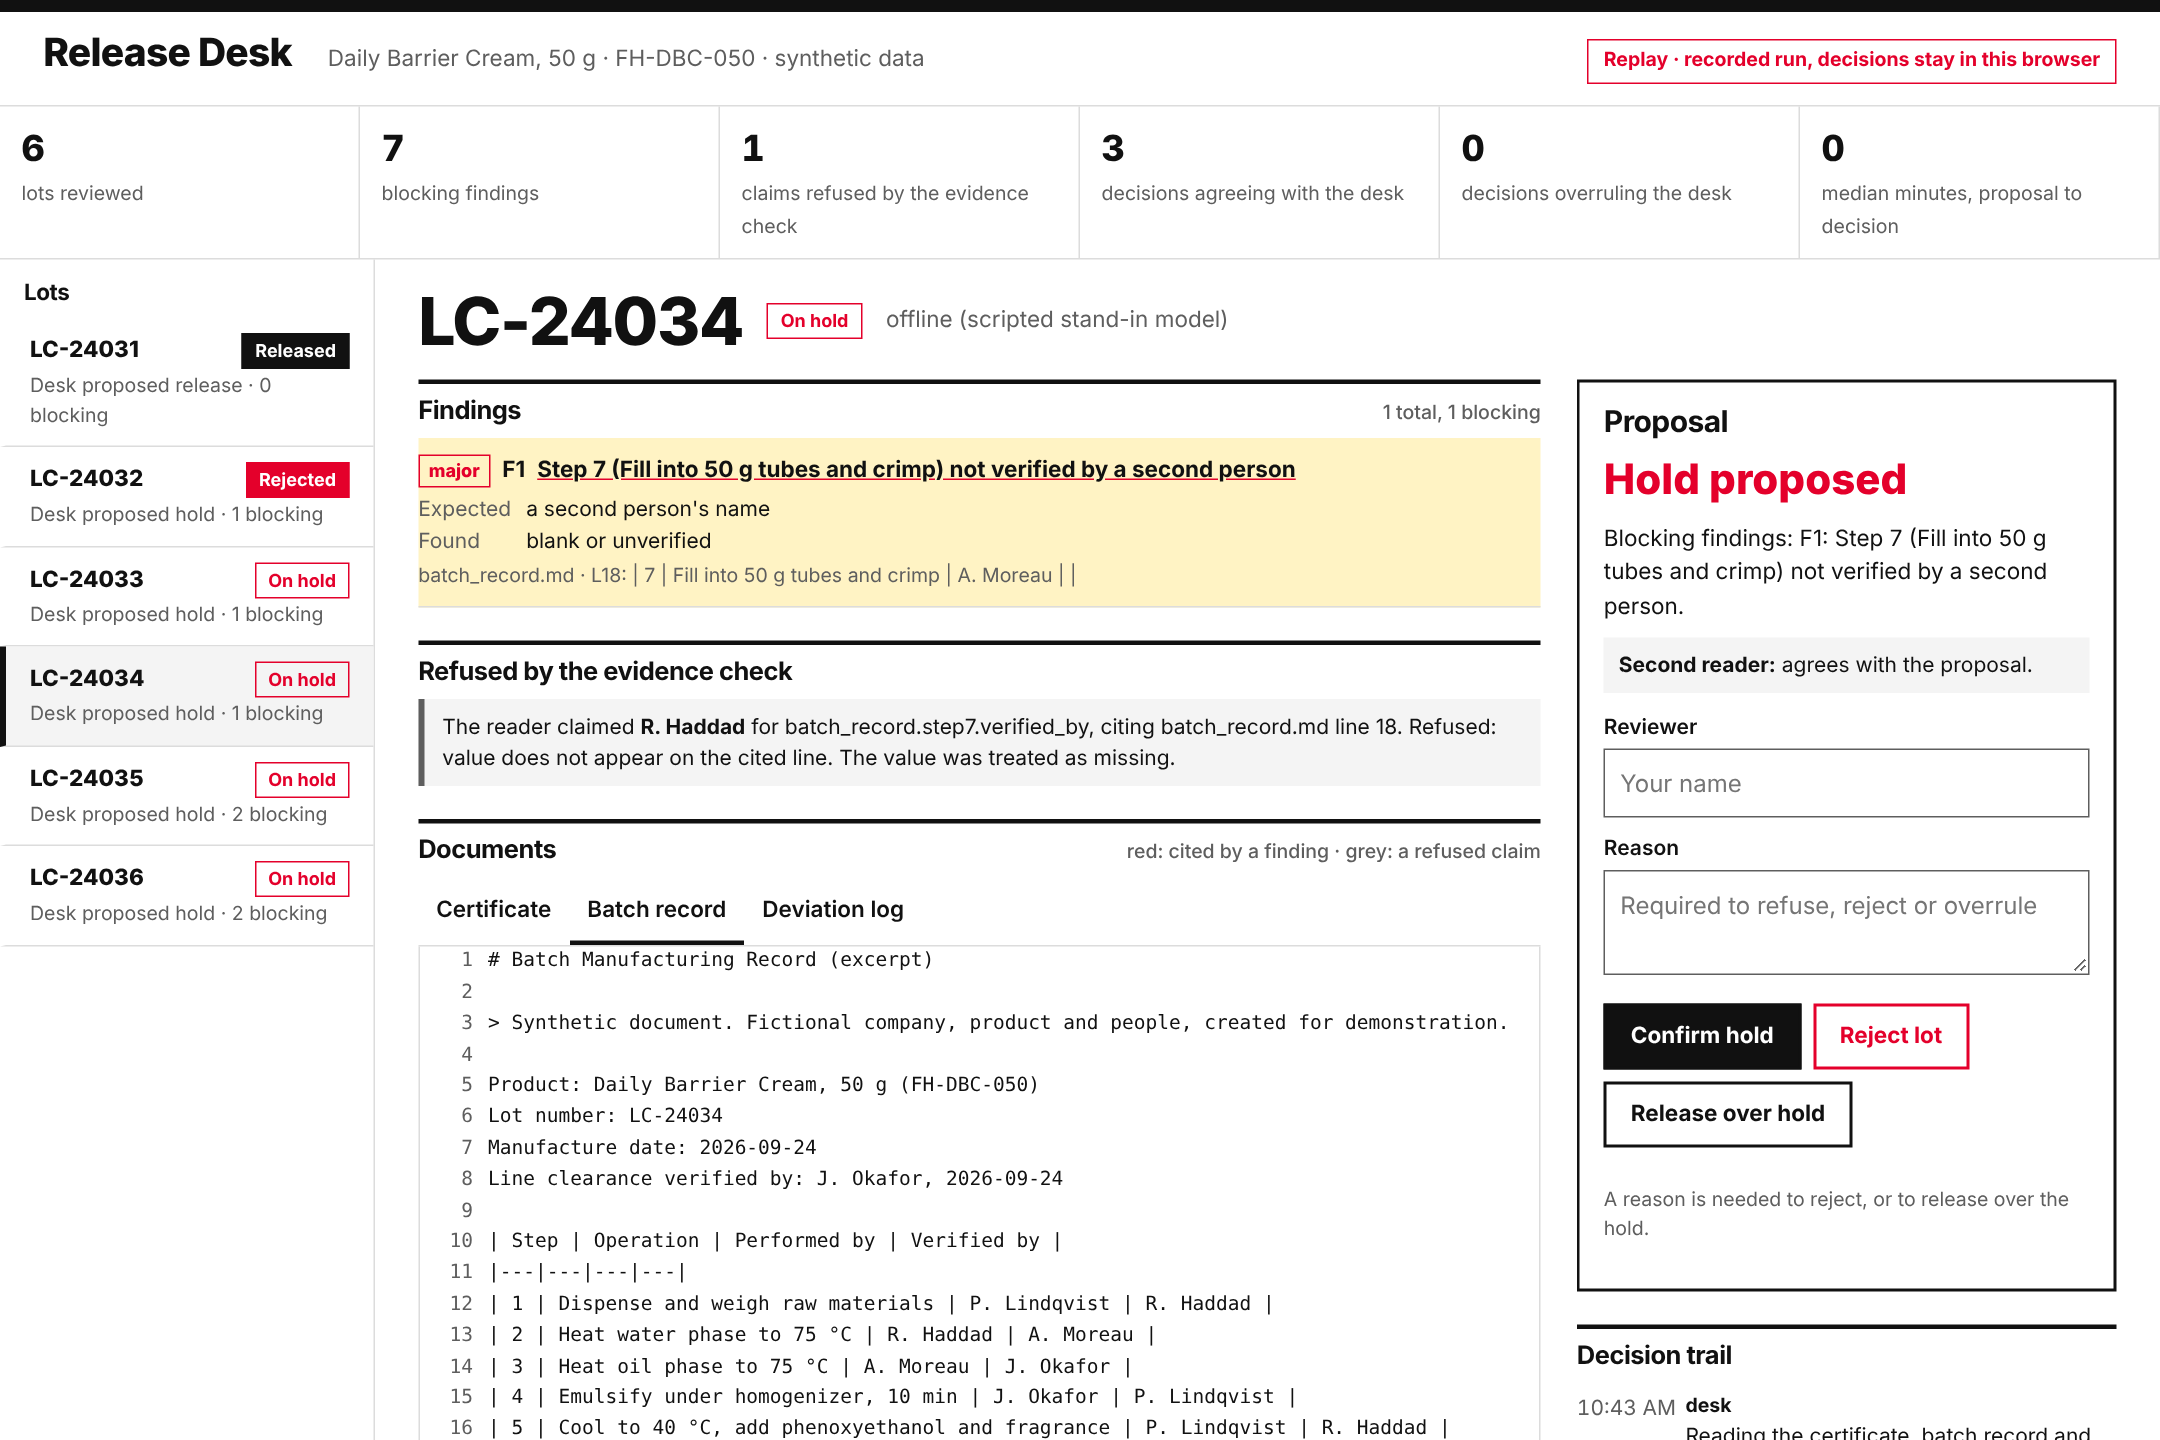 Release Desk
Daily Barrier Cream, 50 g · FH-DBC-050 · synthetic data
Replay · recorded run, decisions stay in this browser
6
lots reviewed
7
blocking findings
1
claims refused by the evidence
check
3
decisions agreeing with the desk
0
decisions overruling the desk
0
median minutes, proposal to
decision
Lots
LC-24031
Released
Desk proposed release · 0
blocking
LC-24032
Rejected
Desk proposed hold · 1 blocking
LC-24033
On hold
Desk proposed hold · 1 blocking
LC-24034
On hold
Desk proposed hold · 1 blocking
LC-24035
On hold
Desk proposed hold · 2 blocking
LC-24036
On hold
Desk proposed hold · 2 blocking
LC-24034
On hold
offline (scripted stand-in model)
Findings
1 total, 1 blocking
major F1 Step 7 (Fill into 50 g tubes and crimp) not verified by a second person
Expected a second person's name
Found blank or unverified
batch_record.md · L18: | 7 | Fill into 50 g tubes and crimp | A. Moreau | |
Refused by the evidence check
The reader claimed R. Haddad for batch_record.step7.verified_by, citing batch_record.md line 18. Refused:
value does not appear on the cited line. The value was treated as missing.
Documents
red: cited by a finding · grey: a refused claim
Certificate
Batch record
Deviation log
1 # Batch Manufacturing Record (excerpt)
2
3 > Synthetic document. Fictional company, product and people, created for demonstration.
4
5 Product: Daily Barrier Cream, 50 g (FH-DBC-050)
6 Lot number: LC-24034
7 Manufacture date: 2026-09-24
8 Line clearance verified by: J. Okafor, 2026-09-24
9
10 | Step | Operation | Performed by | Verified by |
11 |---|---|---|---|
12 | 1 | Dispense and weigh raw materials | P. Lindqvist | R. Haddad |
13 | 2 | Heat water phase to 75 °C | R. Haddad | A. Moreau |
14 | 3 | Heat oil phase to 75 °C | A. Moreau | J. Okafor |
15 | 4 | Emulsify under homogenizer, 10 min | J. Okafor | P. Lindqvist |
16 | 5 | Cool to 40 °C, add phenoxyethanol and fragrance | P. Lindqvist | R. Haddad |
Proposal
Hold proposed
Blocking findings: F1: Step 7 (Fill into 50 g
tubes and crimp) not verified by a second
person.
Second reader: agrees with the proposal.
Reviewer
Your name
Reason
Required to refuse, reject or overrule
Confirm hold
Reject lot
Release over hold
A reason is needed to reject, or to release over the
hold.
Decision trail
10:43 AM desk
Reading the certificate, batch record and